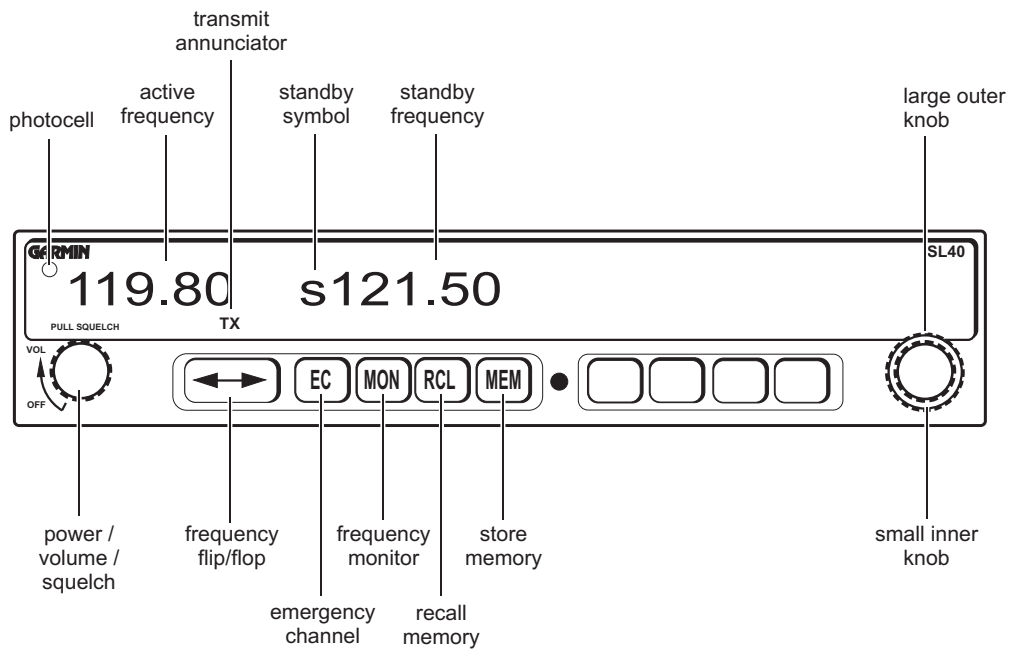 transmit
annunciator
active
frequency
standby
symbol
standby
frequency
photocell
large outer
knob
GARMIN
SL40
119.80 s121.50
PULL SQUELCH
TX
VOL
OFF
EC MON RCL MEM
power /
volume /
squelch
frequency
flip/flop
frequency
monitor
store
memory
small inner
knob
emergency
channel
recall
memory